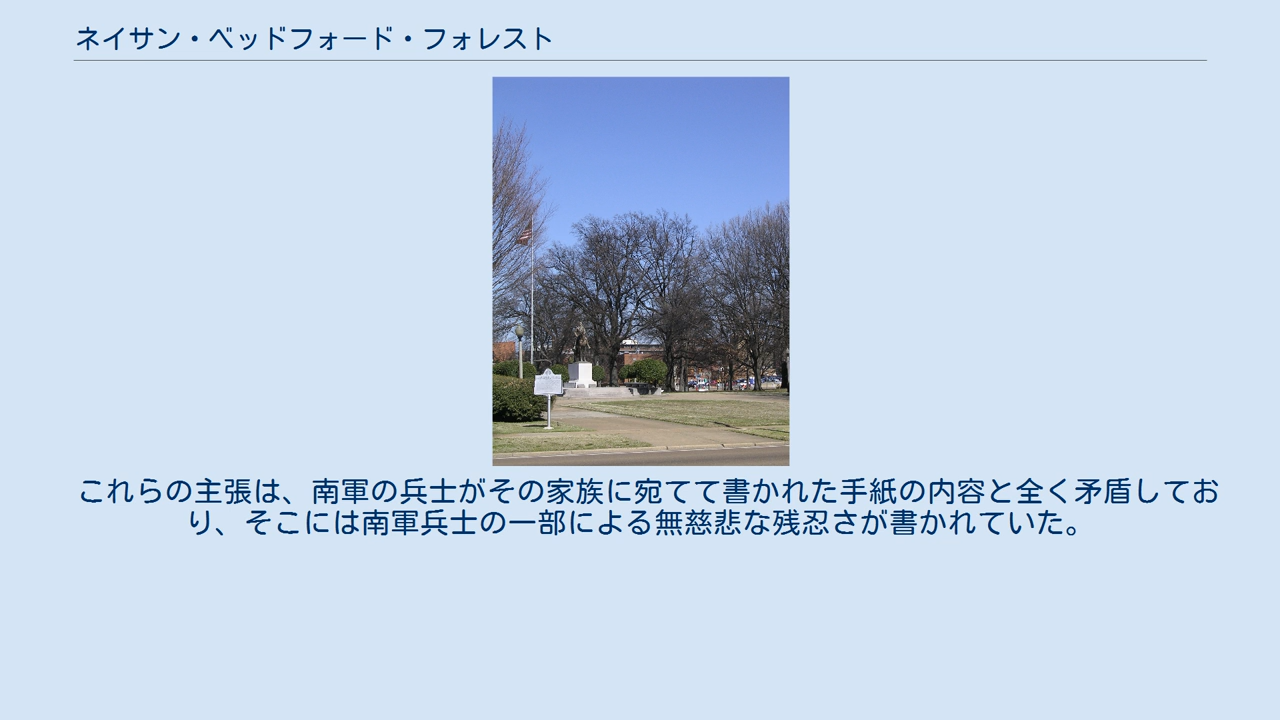 ネイサン・ベッドフォード・フォレスト
これらの主張は、南軍の兵士がその家族に宛てて書かれた手紙の内容と全く矛盾してお
り、そこには南軍兵士の一部による無慈悲な残忍さが書かれていた。